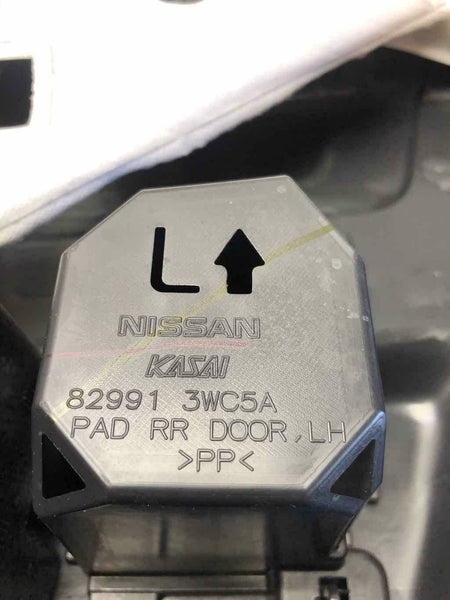 L
NISSAN
KASAI
82991 3WC5A
PAD RR DOOR, LH
>PP<